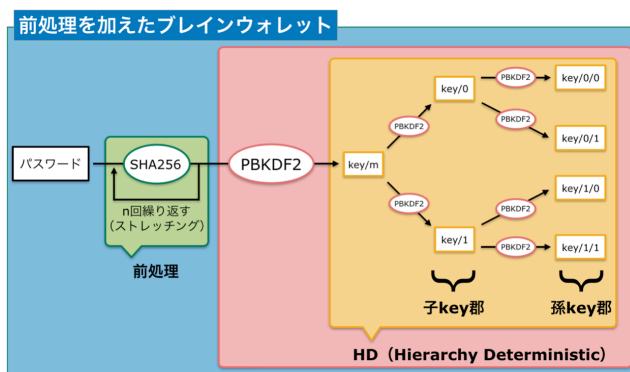 前処理を加えたブレインウォレット
パスワード
SHA256
n回繰り返す
（ストレッチング）
前処理
PBKDF2
key/m
PBKDF2
PBKDF2
key/0
key/1
PBKDF2
PBKDF2
PBKDF2
PBKDF2
key/0/0
key/0/1
key/1/0
key/1/1
子key郡
孫key郡
HD（Hierarchy Deterministic）